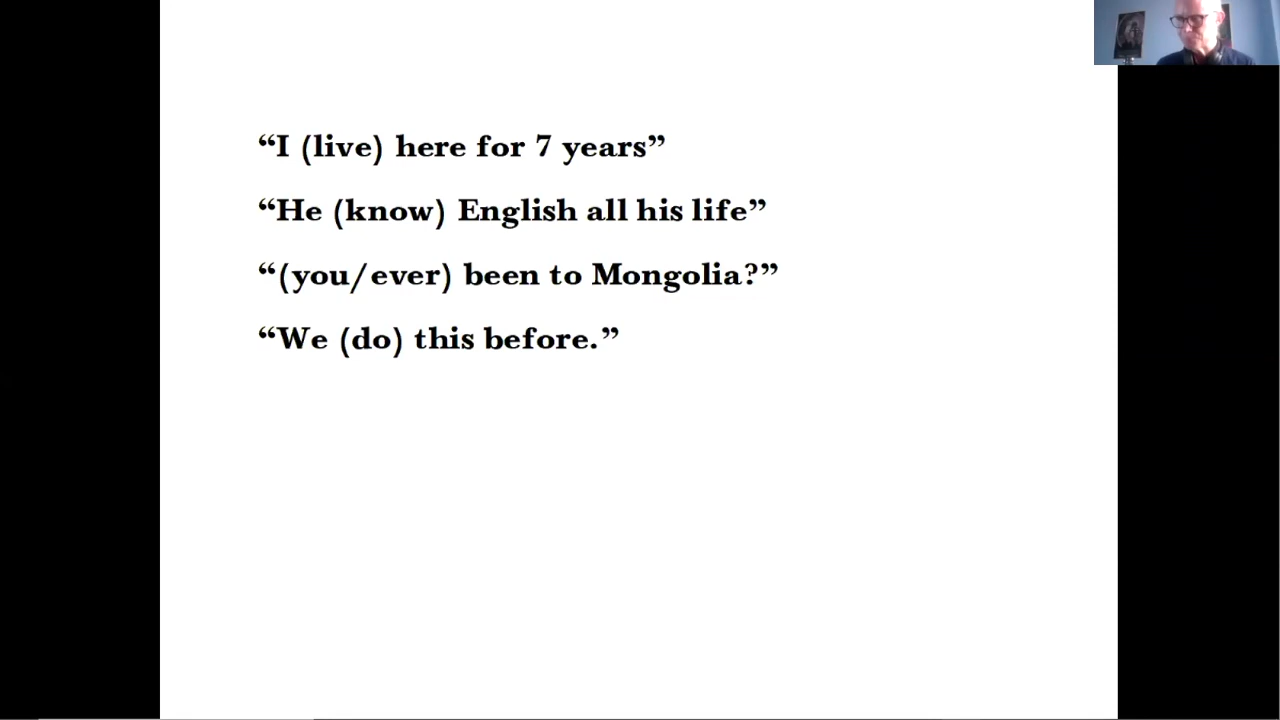 “I (live) here for 7 years”
“He (know) English all his life”
“(you/ever) been to Mongolia?”
“We (do) this before.”